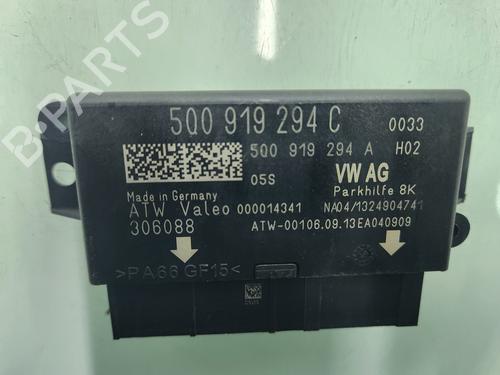 B-PARTS
5Q0 919 294 C 0033
5Q0 919 294 A H02
05S VW AG
Made in Germany Parkhilfe 8K
ATW Valeo 000014341 NA04/1324904741
306088 ATW-00106.09.13EA040909
>PA66 GF15<